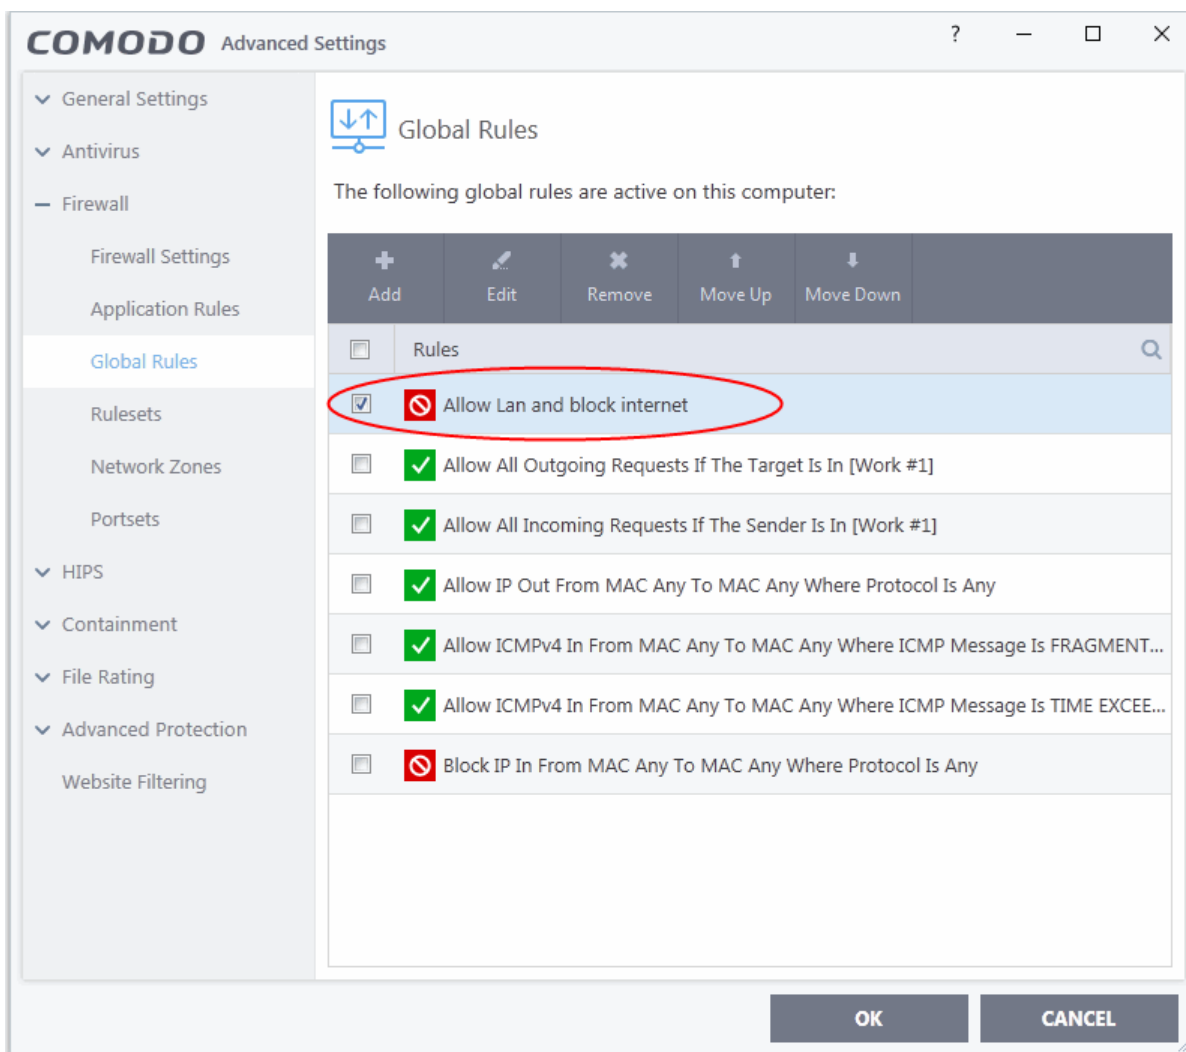 COMODO Advanced Settings ?
General Settings
Antivirus
Firewall
Firewall Settings
Application Rules
Global Rules
Rulesets
Network Zones
Portsets
HIPS
Containment
File Rating
Advanced Protection
Website Filtering
Global Rules
The following global rules are active on this computer:
Add Edit Remove Move Up Move Down
Rules
Allow Lan and block internet
Allow All Outgoing Requests If The Target Is In [Work #1]
Allow All Incoming Requests If The Sender Is In [Work #1]
Allow IP Out From MAC Any To MAC Any Where Protocol Is Any
Allow ICMPv4 In From MAC Any To MAC Any Where ICMP Message Is FRAGMENT...
Allow ICMPv4 In From MAC Any To MAC Any Where ICMP Message Is TIME EXCEE...
Block IP In From MAC Any To MAC Any Where Protocol Is Any
OK CANCEL